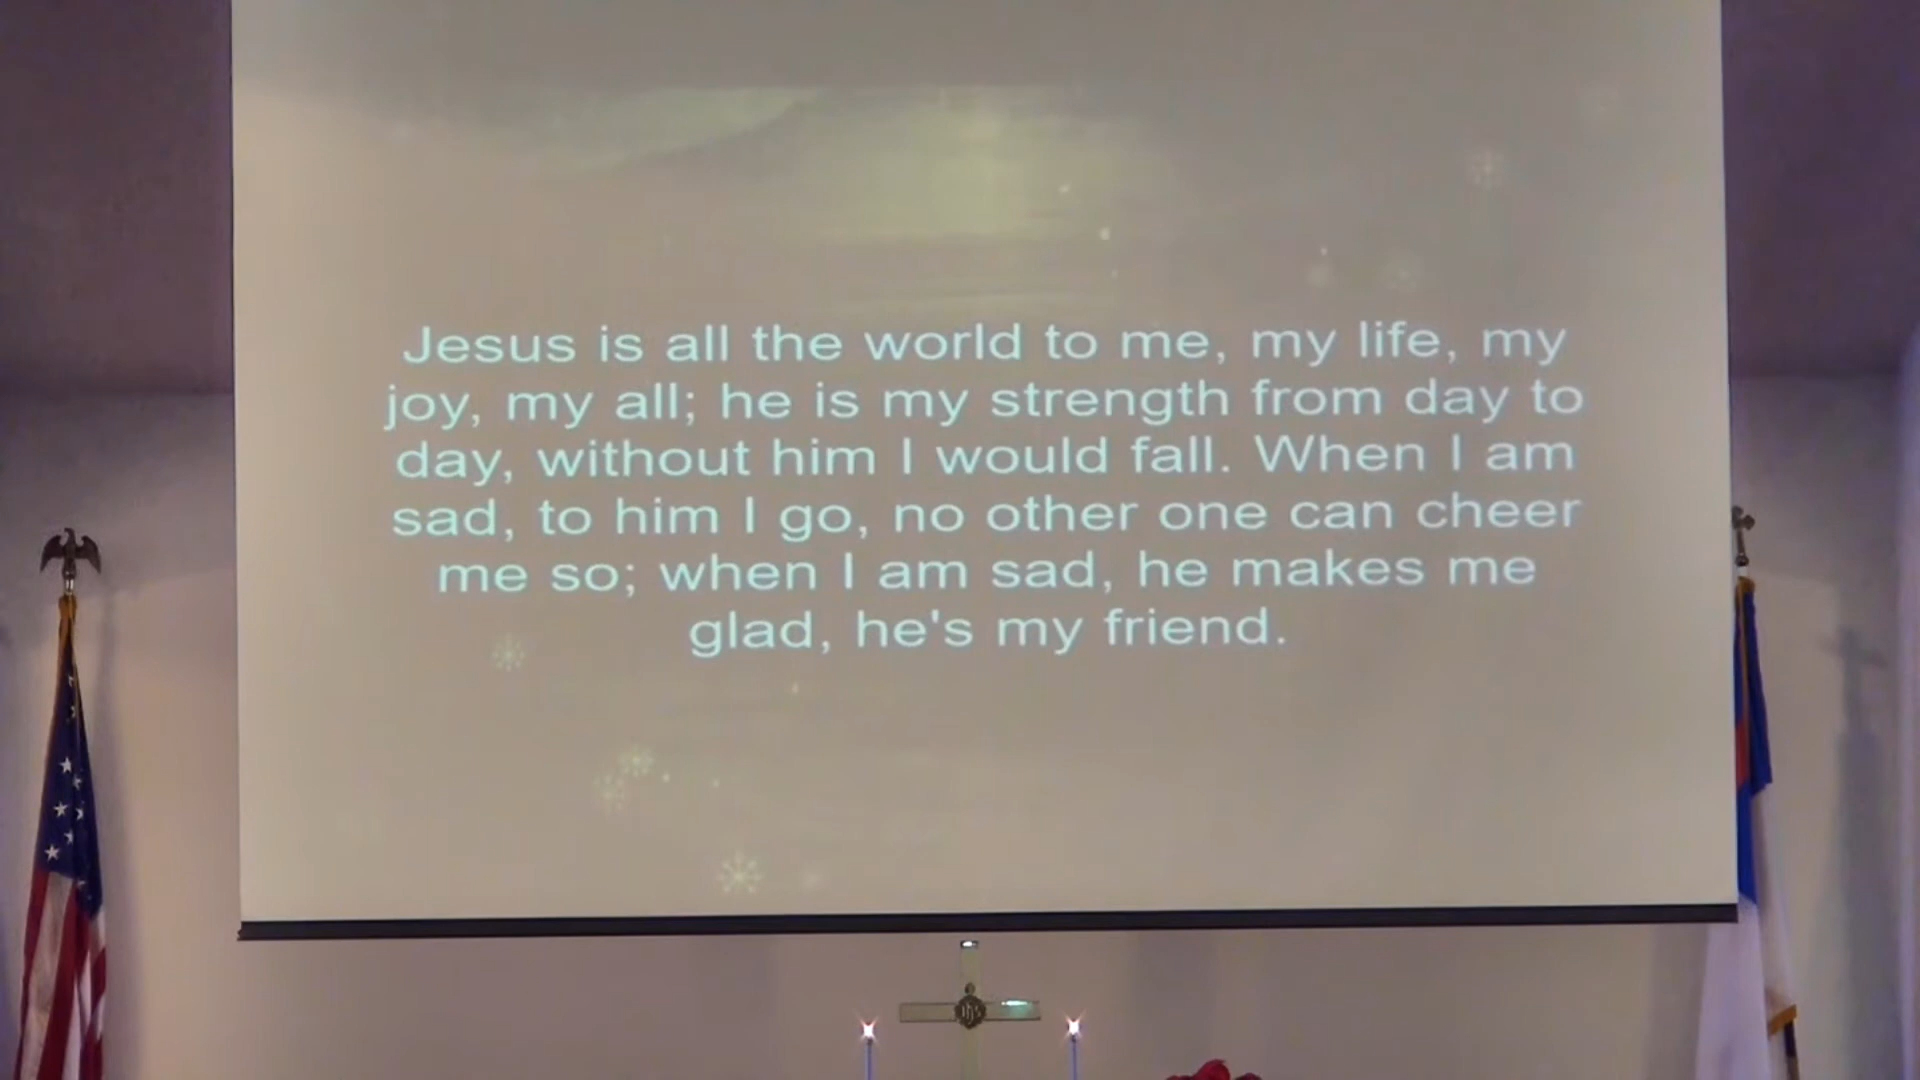 Jesus is all the world to me, my life, my
joy, my all; he is my strength from day to
day, without him I would fall. When I am
sad, to him I go, no other one can cheer
me so; when I am sad, he makes me
glad, he's my friend.
IHS